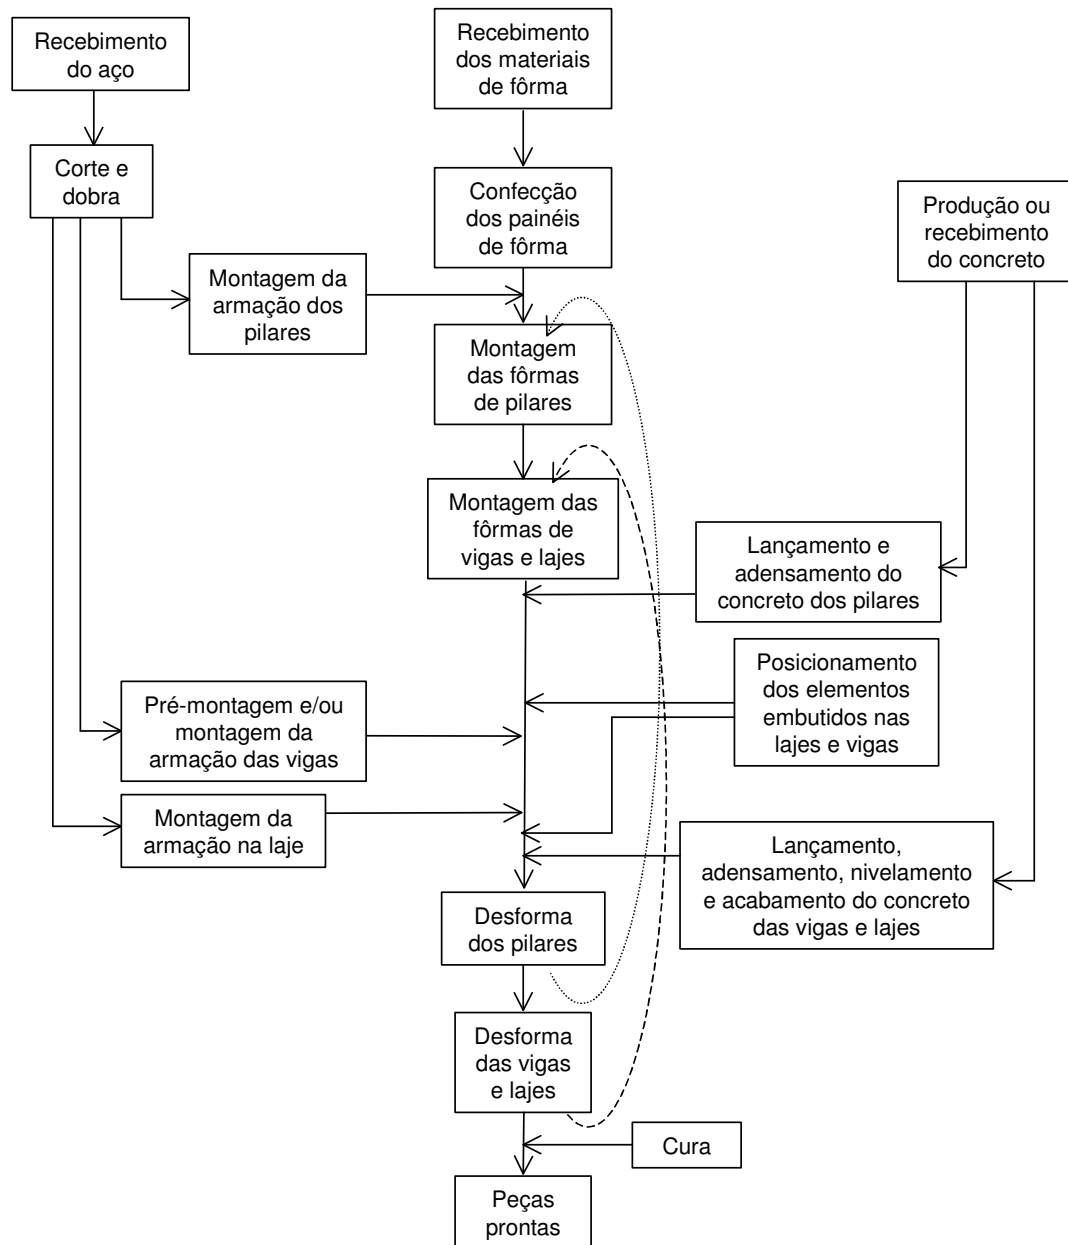 Recebimento
do aço
Recebimento
dos materiais
de fôrma
Corte e
dobra
Confecção
dos painéis
de fôrma
Produção ou
recebimento
do concreto
Montagem da
armação dos
pilares
Montagem
das fôrmas
de pilares
Montagem das
fôrmas de
vigas e lajes
Lançamento e
adensamento do
concreto dos pilares
Posicionamento
dos elementos
embutidos nas
lajes e vigas
Pré-montagem e/ou
montagem da
armação das vigas
Montagem da
armação na laje
Lançamento,
adensamento, nivelamento
e acabamento do concreto
das vigas e lajes
Desforma
dos pilares
Desforma
das vigas
e lajes
Cura
Peças
prontas